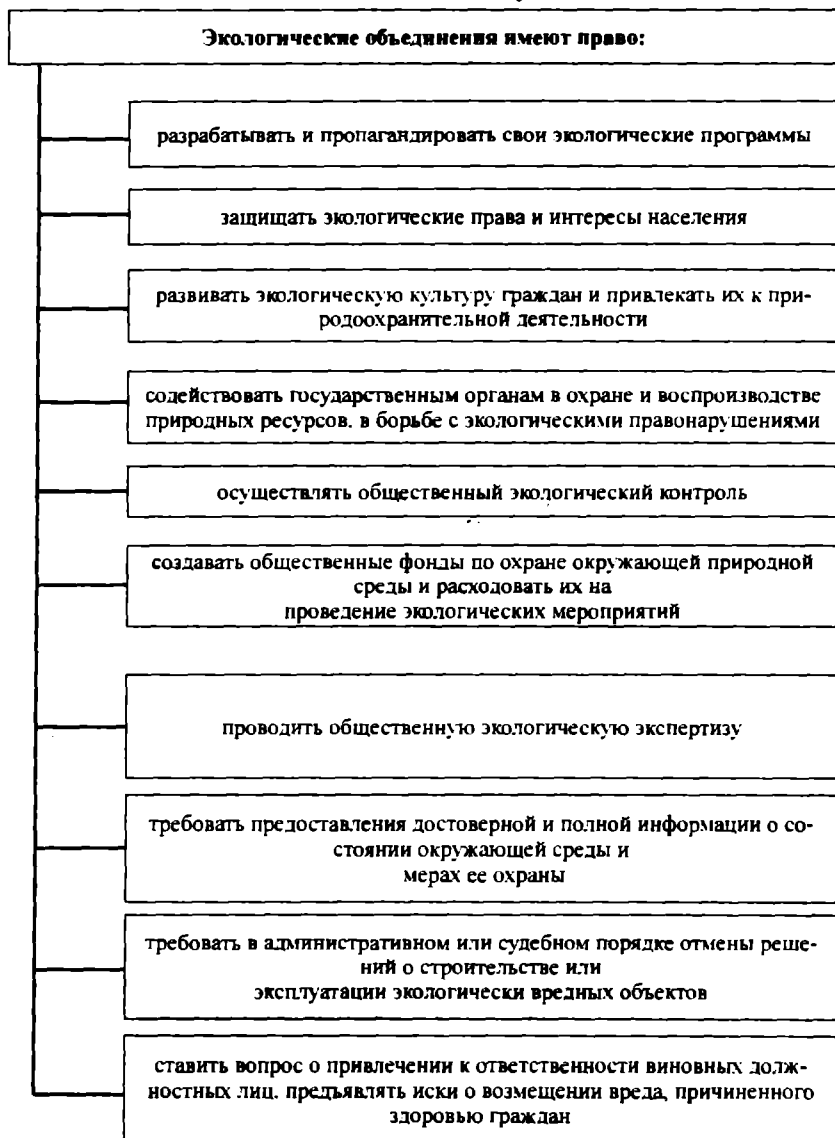 Экологические объединения имеют право:
разрабатывать и пропагандировать свои экологические программы
защищать экологические права и интересы населения
развивать экологическую культуру граждан и привлекать их к при-
родоохранительной деятельности
содействовать государственным органам в охране и воспроизводстве
природных ресурсов. в борьбе с экологическими правонарушениями
осуществлять общественный экологический контроль
создавать общественные фонды по охране окружающей природной
среды и расходовать их на
проведение экологических мероприятий
проводить общественную экологическую экспертизу
требовать предоставления достоверной и полной информации о со-
стоянии окружающей среды и
мерах ее охраны
требовать в административном или судебном порядке отмены реше-
ний о строительстве или
эксплуатации экологически вредных объектов
ставить вопрос о привлечении к ответственности виновных долж-
ностных лиц. предъявлять иски о возмещении вреда, причиненного
здоровью граждан